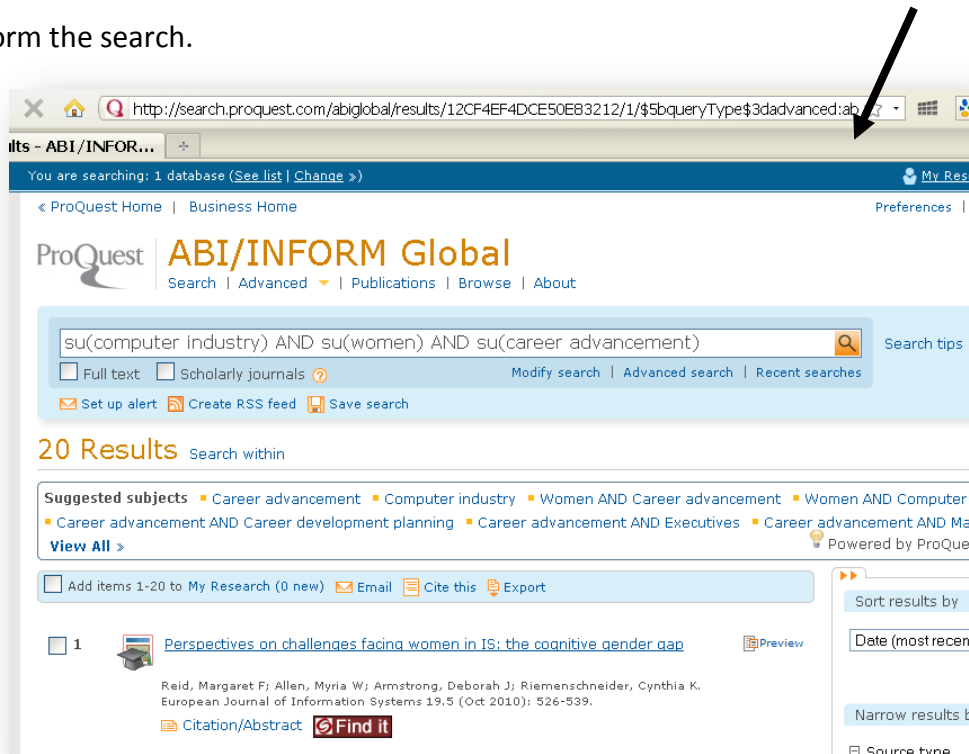 orm the search.
http://search.proquest.com/abiglobal/results/12CF4EF4DCE50E83212/1/$5bqueryType$3dadvanced:ab
lts - ABI/INFOR...
You are searching: 1 database (See list | Change »)
My Res
« ProQuest Home | Business Home
Preferences |
ProQuest
ABI/INFORM Global
Search | Advanced | Publications | Browse | About
su(computer industry) AND su(women) AND su(career advancement)
Search tips
Full text Scholarly journals ?
Modify search | Advanced search | Recent searches
Set up alert Create RSS feed Save search
20 Results Search within
Suggested subjects ▪ Career advancement ▪ Computer industry ▪ Women AND Career advancement ▪ Women AND Computer
▪ Career advancement AND Career development planning ▪ Career advancement AND Executives ▪ Career advancement AND Ma
View All »
Powered by ProQue
Add items 1-20 to My Research (0 new) Email Cite this Export
Sort results by
1 Perspectives on challenges facing women in IS: the cognitive gender gap
Preview
Date (most recen
Reid, Margaret F; Allen, Myria W; Armstrong, Deborah J; Riemenschneider, Cynthia K.
European Journal of Information Systems 19.5 (Oct 2010): 526-539.
Citation/Abstract Find it
Narrow results b
Source type